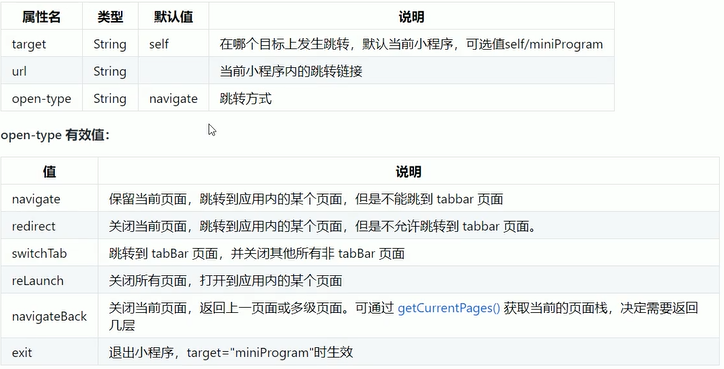 属性名 类型 默认值 说明
target String self 在哪个目标上发生跳转，默认当前小程序，可选值self/miniProgram
url String 当前小程序内的跳转链接
open-type String navigate 跳转方式
open-type 有效值：
值 说明
navigate 保留当前页面，跳转到应用内的某个页面，但是不能跳到 tabbar 页面
redirect 关闭当前页面，跳转到应用内的某个页面，但是不允许跳转到 tabbar 页面。
switchTab 跳转到 tabBar 页面，并关闭其他所有非 tabBar 页面
reLaunch 关闭所有页面，打开到应用内的某个页面
navigateBack 关闭当前页面，返回上一页面或多级页面。可通过 getCurrentPages() 获取当前的页面栈，决定需要返回
几层
exit 退出小程序，target="miniProgram"时生效